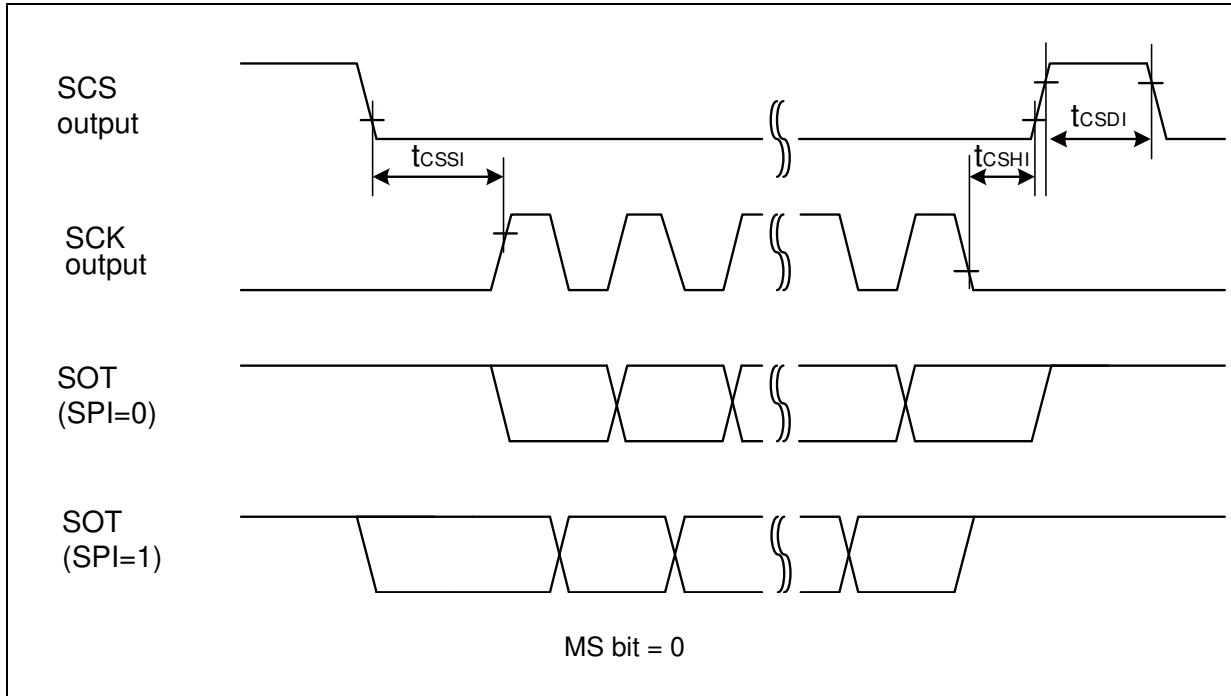 SCS
output
tCSSI
tCSHI
tCSDI
SCK
output
SOT
(SPI=0)
SOT
(SPI=1)
MS bit = 0